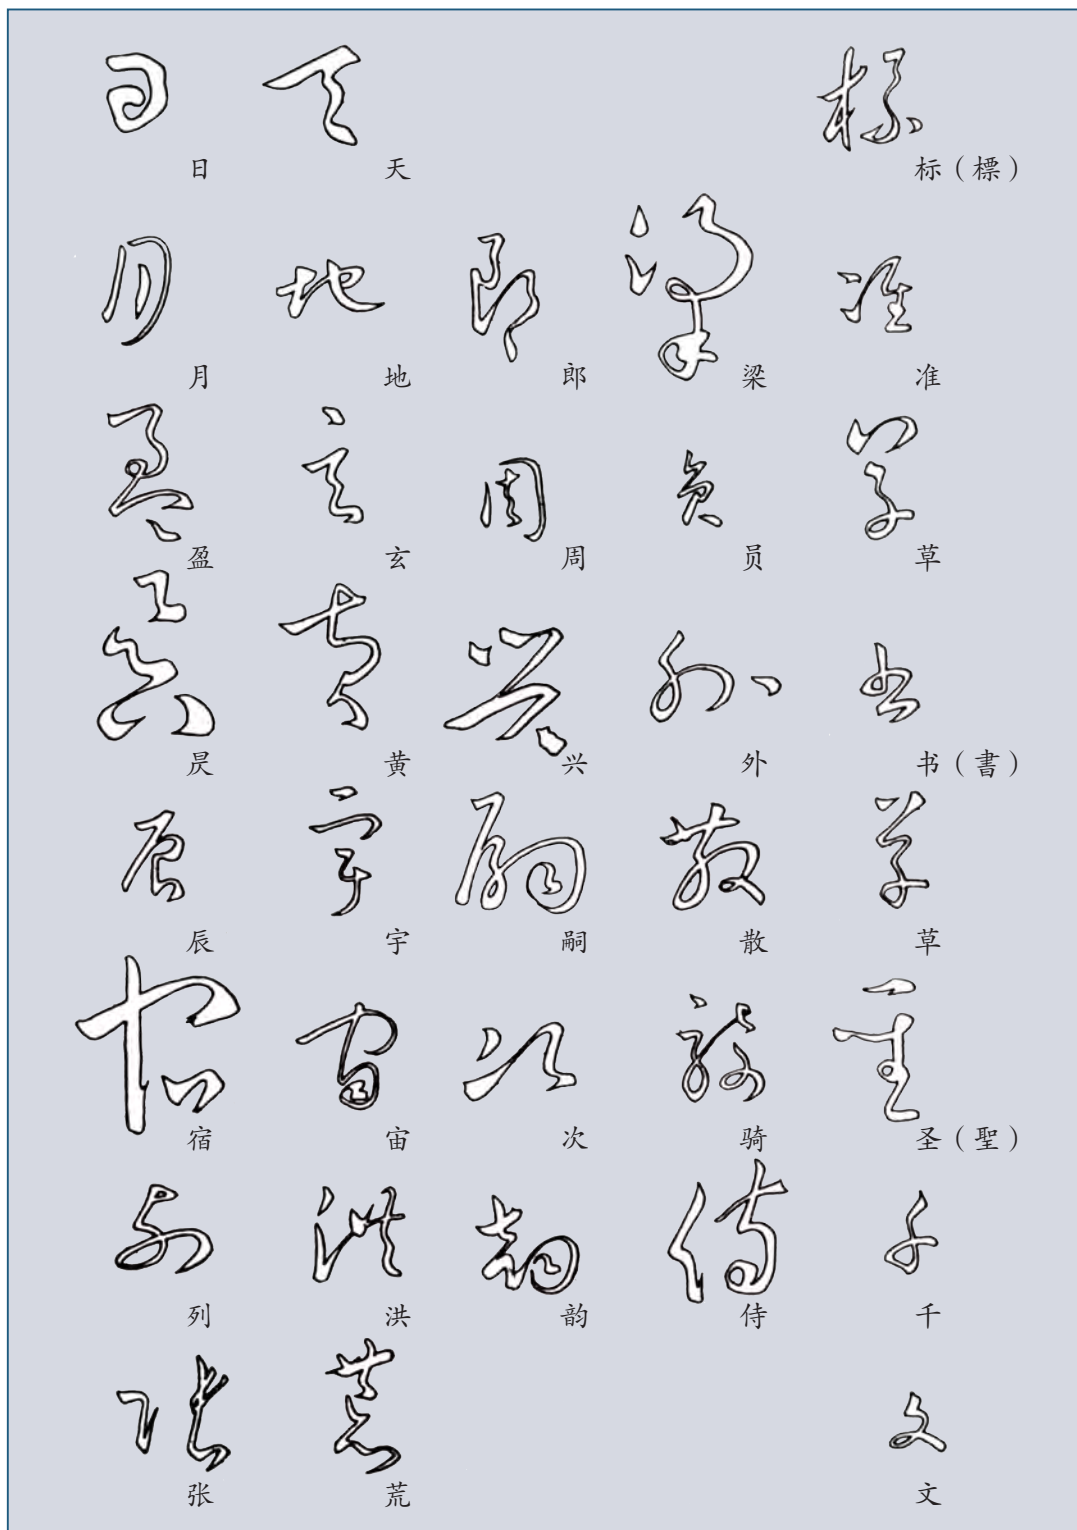 标（標）准草书（書）草圣（聖）千文
梁员外散骑侍
郎周兴嗣次韵
天地玄黄宇宙洪荒
日月盈昃辰宿列张